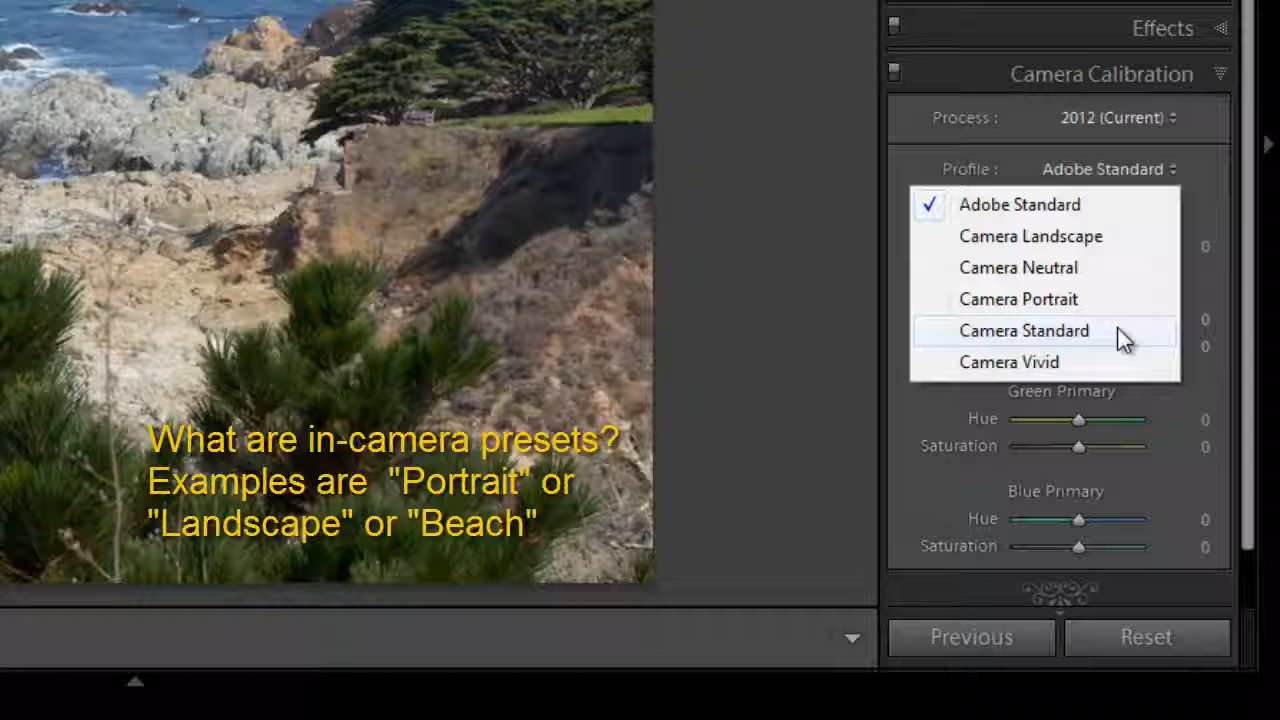 Effects
Camera Calibration
Process : 2012 (Current)
Profile : Adobe Standard
Adobe Standard
Camera Landscape
0
Camera Neutral
Camera Portrait
0
Camera Standard
0
Camera Vivid
Green Primary
Hue 0
Saturation 0
Blue Primary
Hue 0
Saturation 0
What are in-camera presets?
Examples are "Portrait" or
"Landscape" or "Beach"
Previous Reset